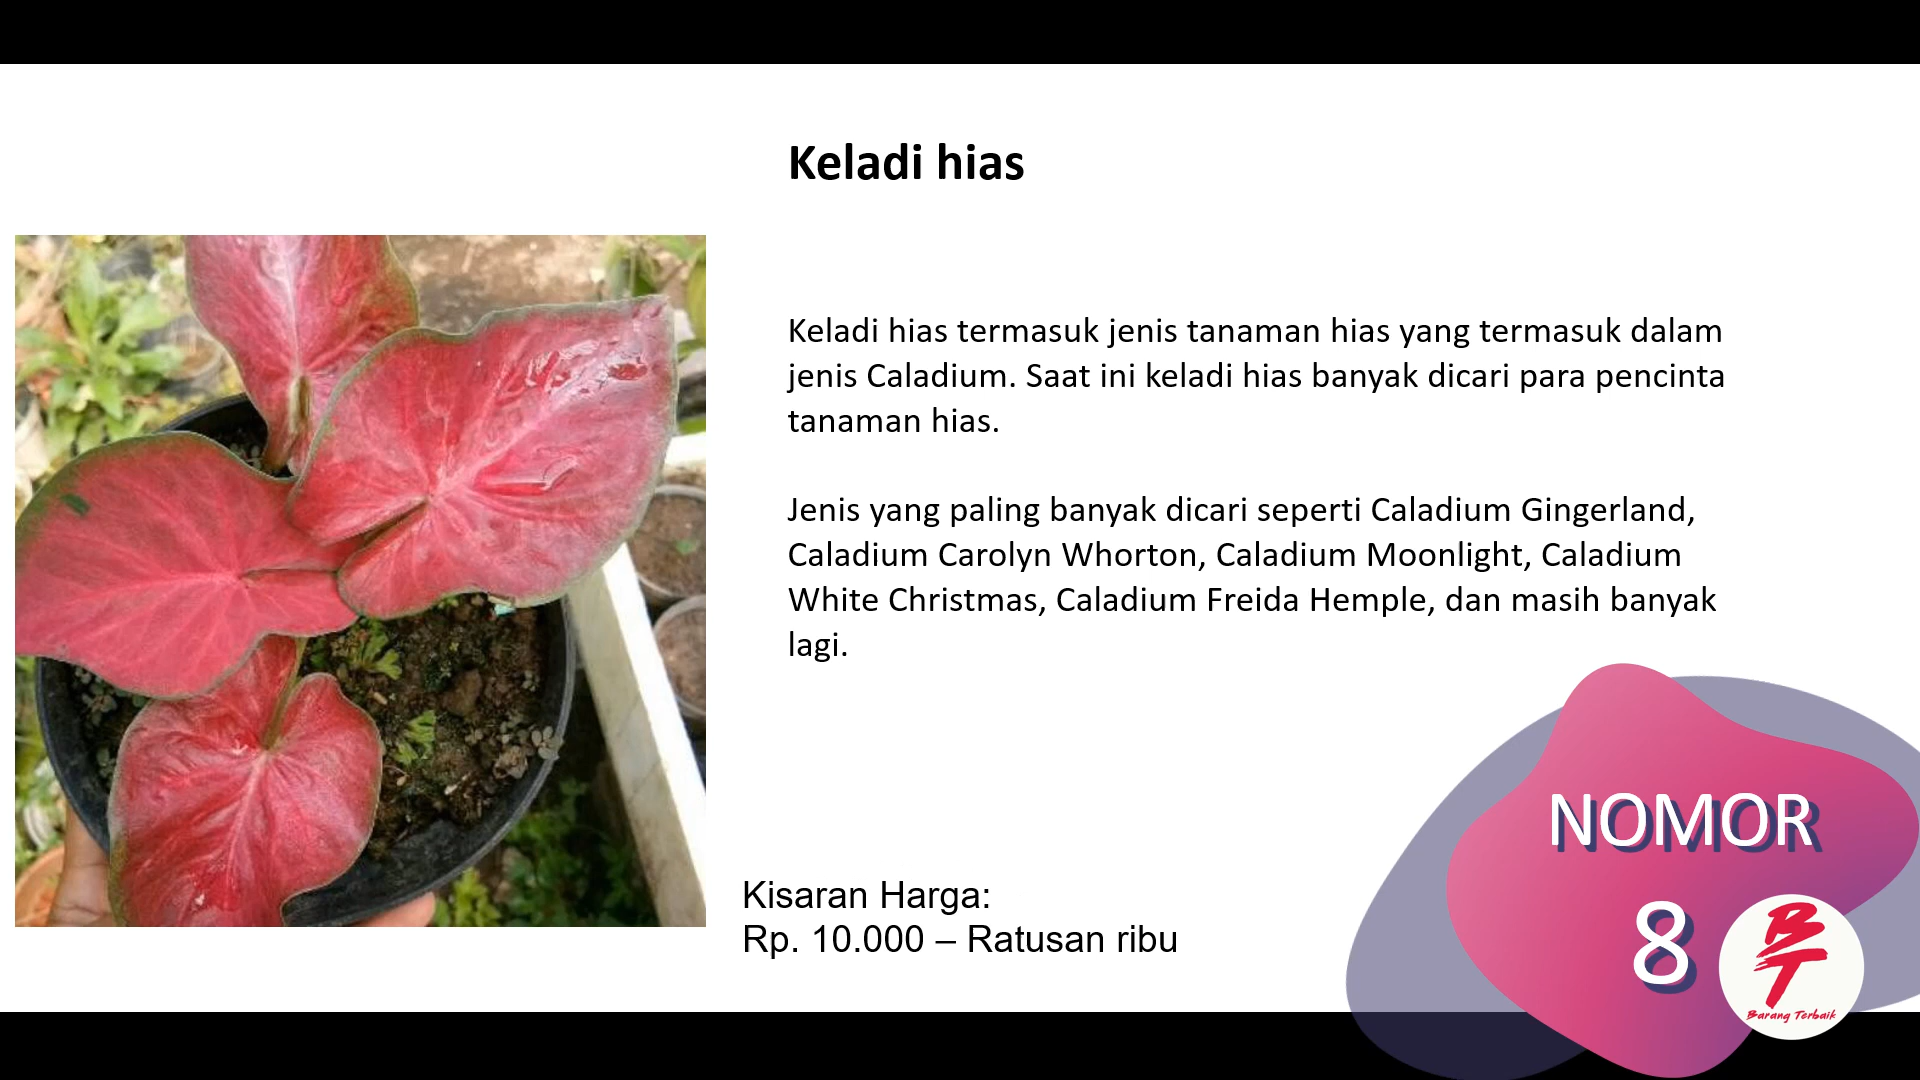 Keladi hias
Keladi hias termasuk jenis tanaman hias yang termasuk dalam
jenis Caladium. Saat ini keladi hias banyak dicari para pencinta
tanaman hias.
Jenis yang paling banyak dicari seperti Caladium Gingerland,
Caladium Carolyn Whorton, Caladium Moonlight, Caladium
White Christmas, Caladium Freida Hemple, dan masih banyak
lagi.
Kisaran Harga:
Rp. 10.000 – Ratusan ribu
NOMOR
8
BT
Barang Terbaik